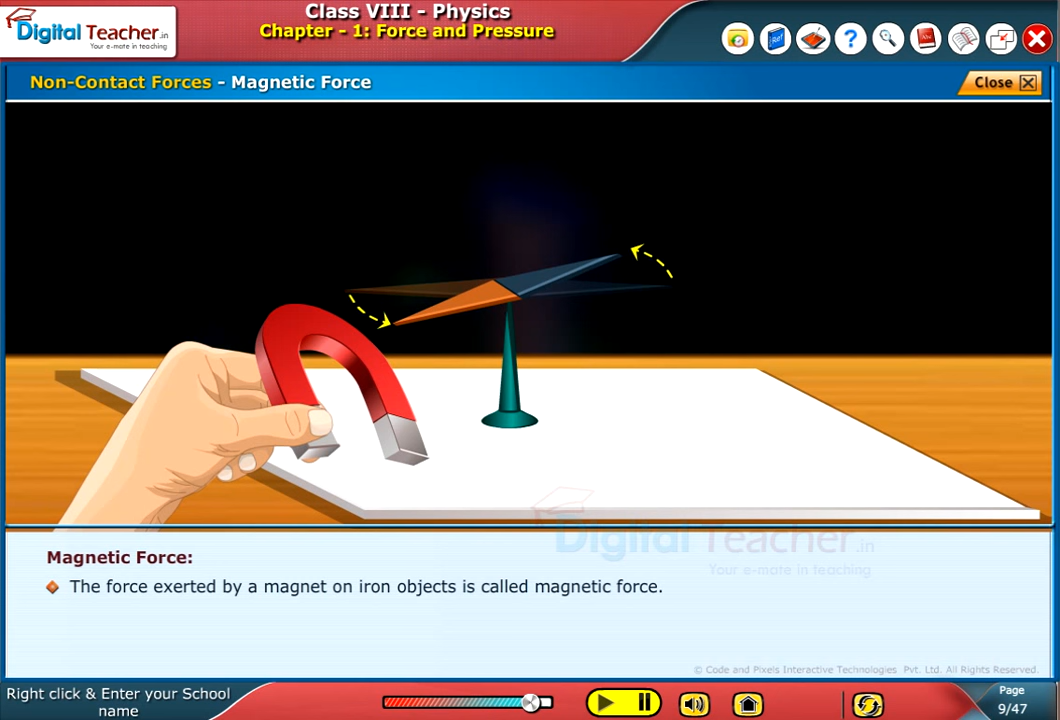 Digital Teacher.in
Your e-mate in teaching
Class VIII - Physics
Chapter - 1: Force and Pressure
Ref
?
Abc
Non-Contact Forces - Magnetic Force
Close
Magnetic Force:
The force exerted by a magnet on iron objects is called magnetic force.
Digital Teacher.in
Your e-mate in teaching
© Code and Pixels Interactive Technologies Pvt. Ltd. All Rights Reserved.
Right click & Enter your School
name
Page
9/47